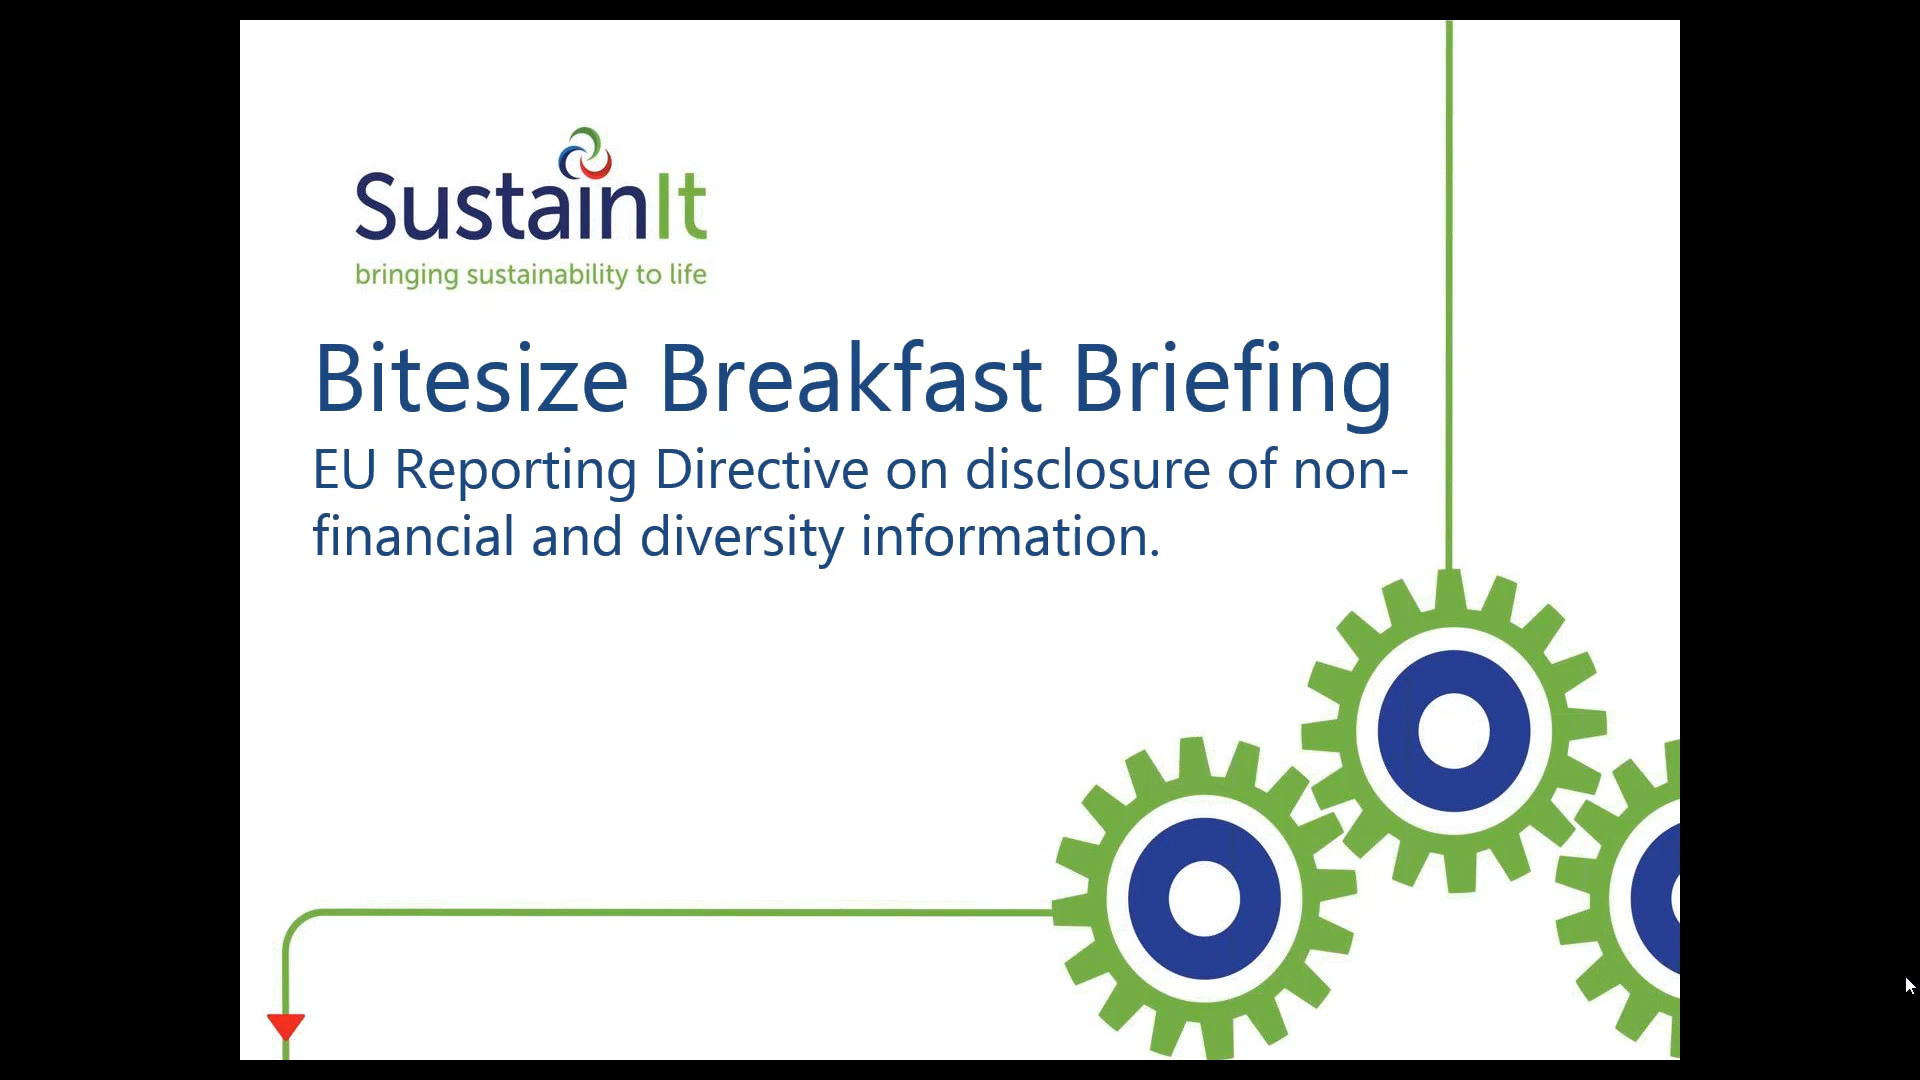 SustainIt
bringing sustainability to life
Bitesize Breakfast Briefing
EU Reporting Directive on disclosure of non-
financial and diversity information.